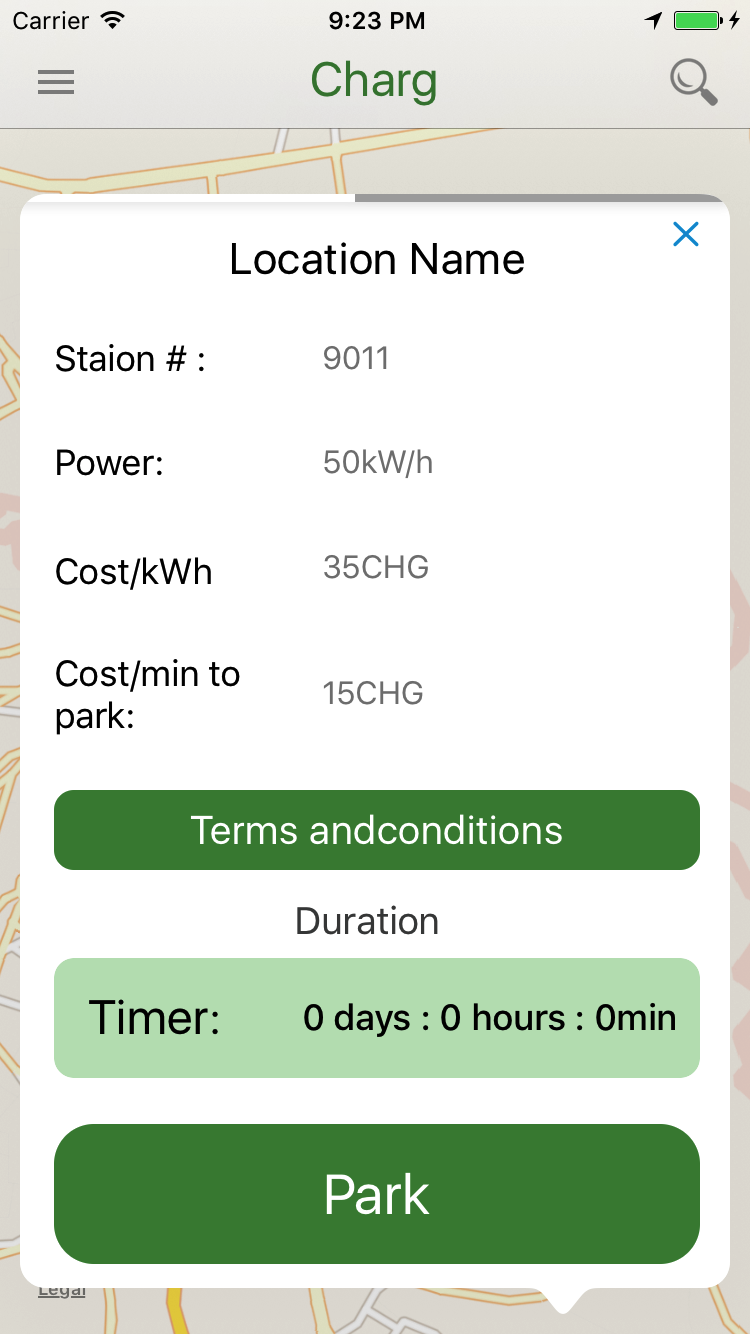 Carrier 9:23 PM
Charg
Location Name
Staion # : 9011
Power: 50kW/h
Cost/kWh 35CHG
Cost/min to
park: 15CHG
Terms andconditions
Duration
Timer: 0 days : 0 hours : 0min
Park
Legal